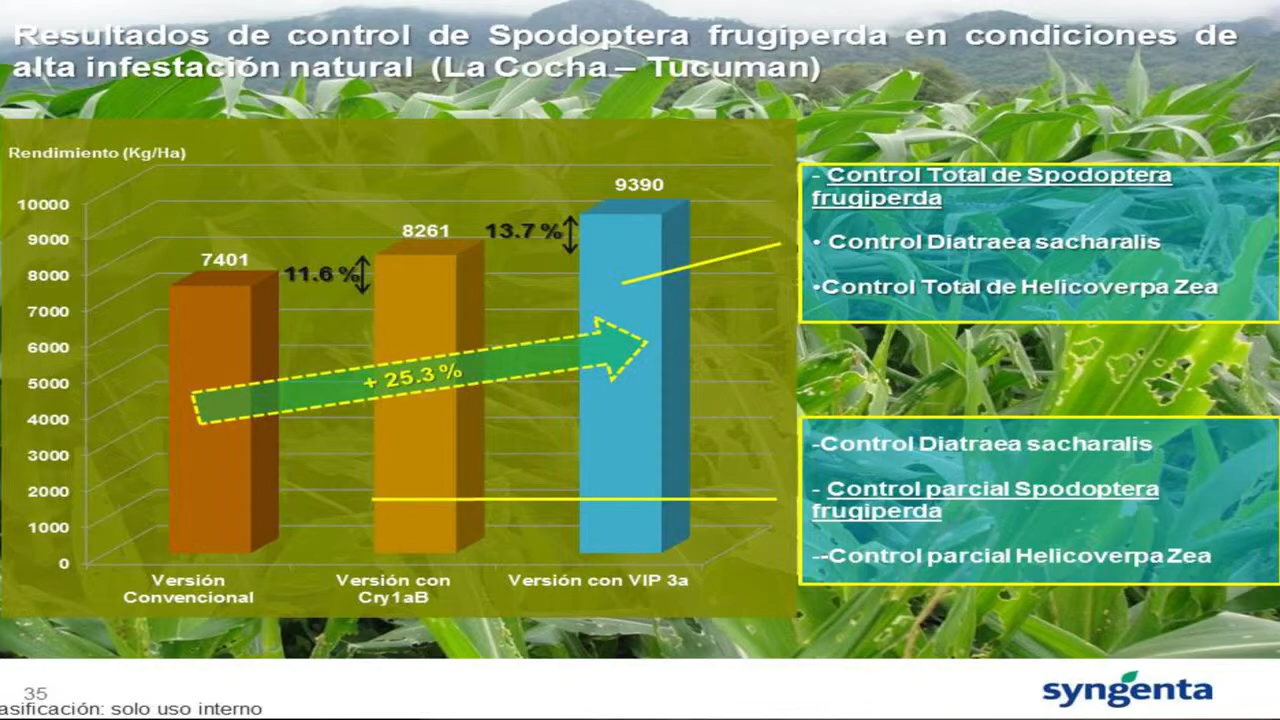 Resultados de control de Spodoptera frugiperda en condiciones de
alta infestación natural (La Cocha – Tucuman)
Rendimiento (Kg/Ha)
10000
9000
8000
7000
6000
5000
4000
3000
2000
1000
0
7401
11.6 %
8261
13.7 %
9390
+ 25.3 %
Versión
Convencional
Versión con
Cry1aB
Versión con VIP 3a
- Control Total de Spodoptera
frugiperda
• Control Diatraea sacharalis
•Control Total de Helicoverpa Zea
-Control Diatraea sacharalis
- Control parcial Spodoptera
frugiperda
--Control parcial Helicoverpa Zea
35
asificación: solo uso interno
syngenta